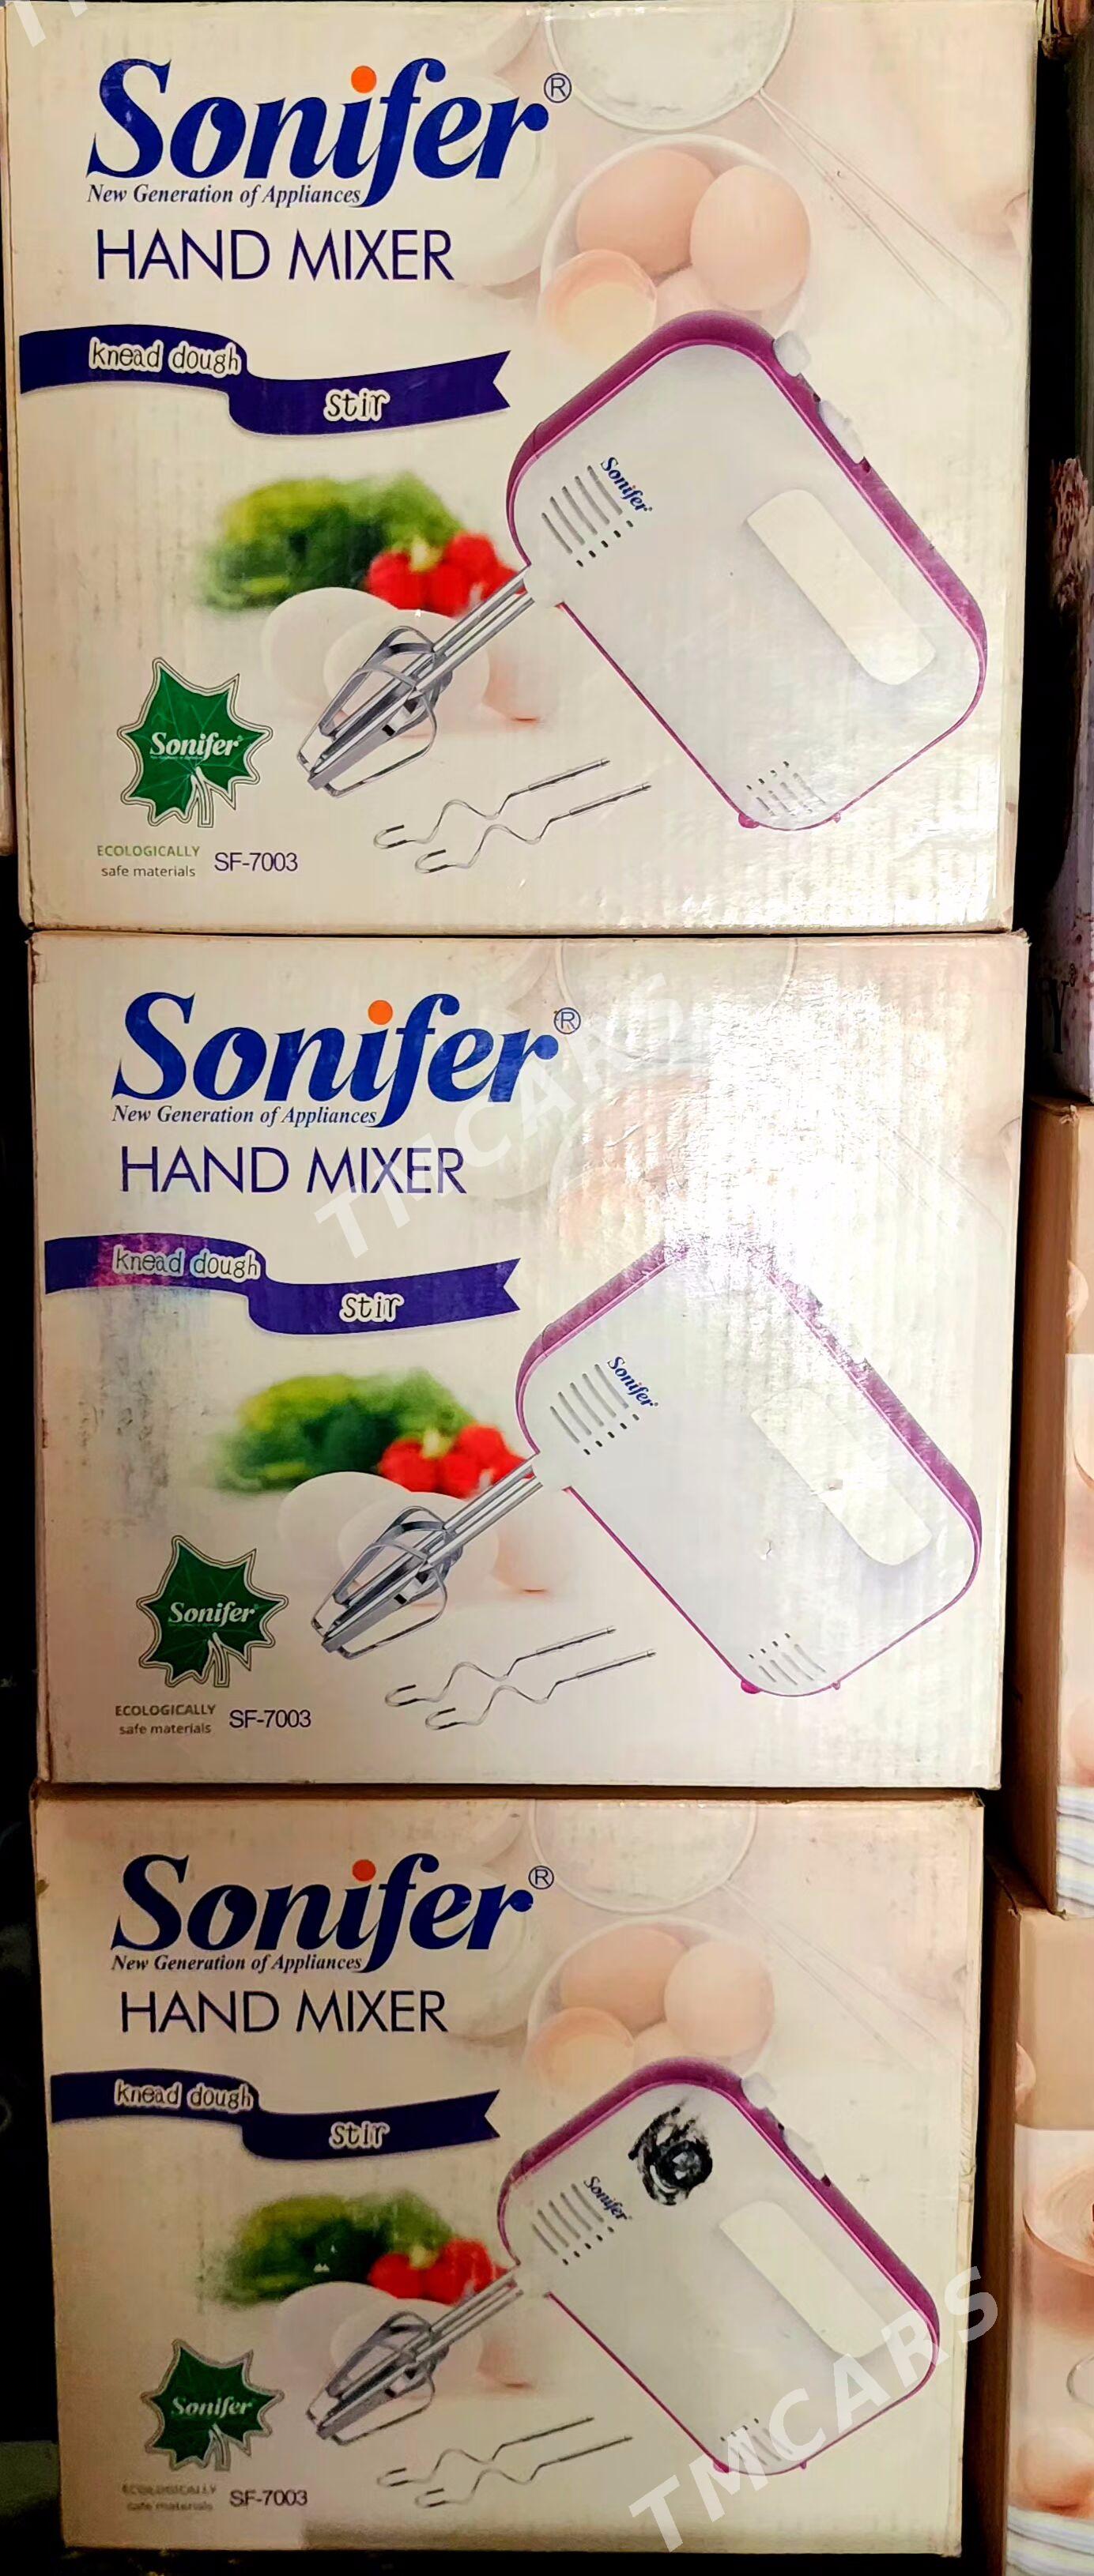 Sonifer®
New Generation of Appliances
HAND MIXER
knead dough
stir
Sonifer
Sonifer
ECOLOGICALLY
safe materials
SF-7003
Sonifer®
New Generation of Appliances
HAND MIXER
TMCARS
knead dough
stir
Sonifer
Sonifer
ECOLOGICALLY
safe materials
SF-7003
Sonifer®
New Generation of Appliances
HAND MIXER
knead dough
stir
Sonifer
Sonifer
ECOLOGICALLY
safe materials
SF-7003
TMCARS